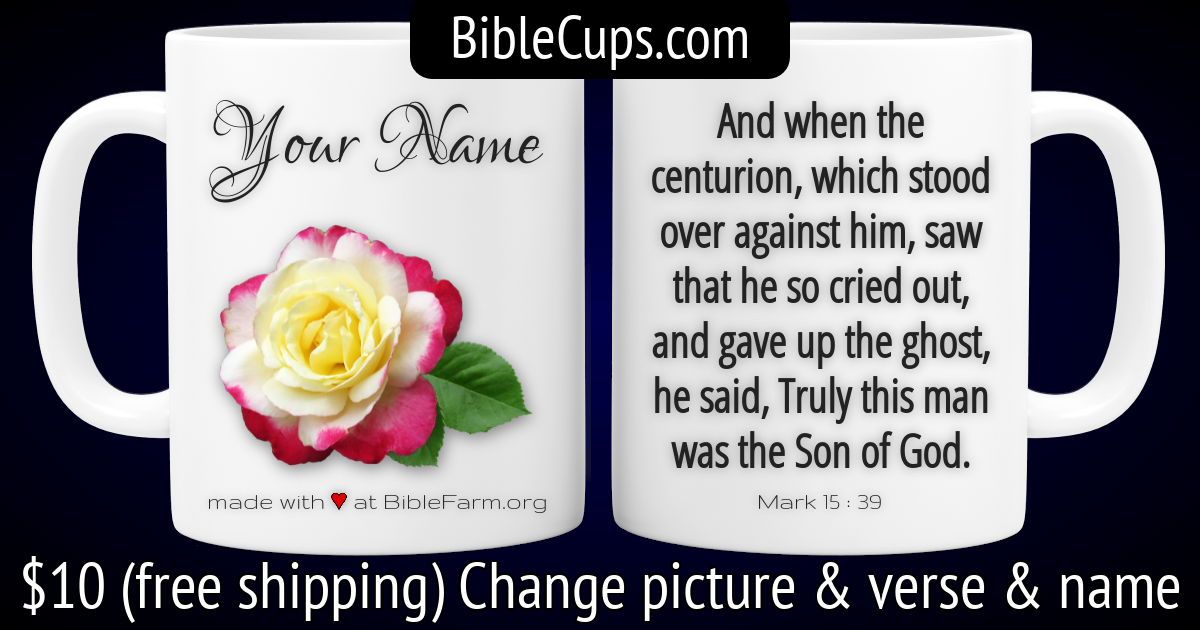 BibleCups.com
Your Name
made with ♥ at BibleFarm.org
And when the
centurion, which stood
over against him, saw
that he so cried out,
and gave up the ghost,
he said, Truly this man
was the Son of God.
Mark 15 : 39
$10 (free shipping) Change picture & verse & name